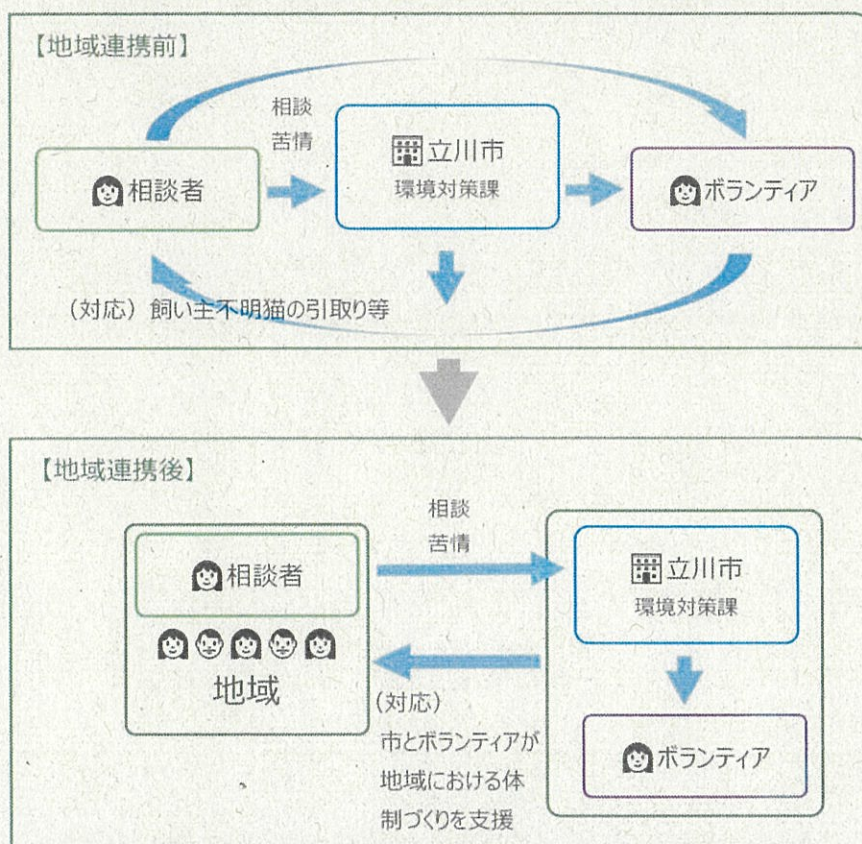 【地域連携前】
相談
苦情
相談者
立川市
環境対策課
ボランティア
(対応) 飼い主不明猫の引取り等
【地域連携後】
相談
苦情
相談者
地域
立川市
環境対策課
(対応)
市とボランティアが
地域における体
制づくりを支援
ボランティア